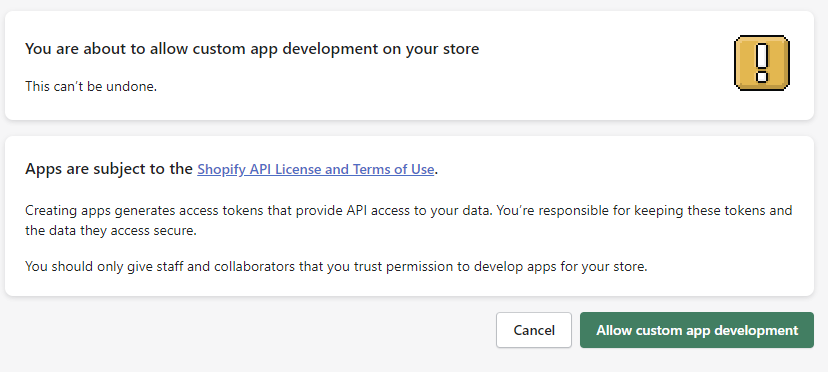 You are about to allow custom app development on your store
This can’t be undone.
Apps are subject to the Shopify API License and Terms of Use.
Creating apps generates access tokens that provide API access to your data. You’re responsible for keeping these tokens and
the data they access secure.
You should only give staff and collaborators that you trust permission to develop apps for your store.
Cancel
Allow custom app development